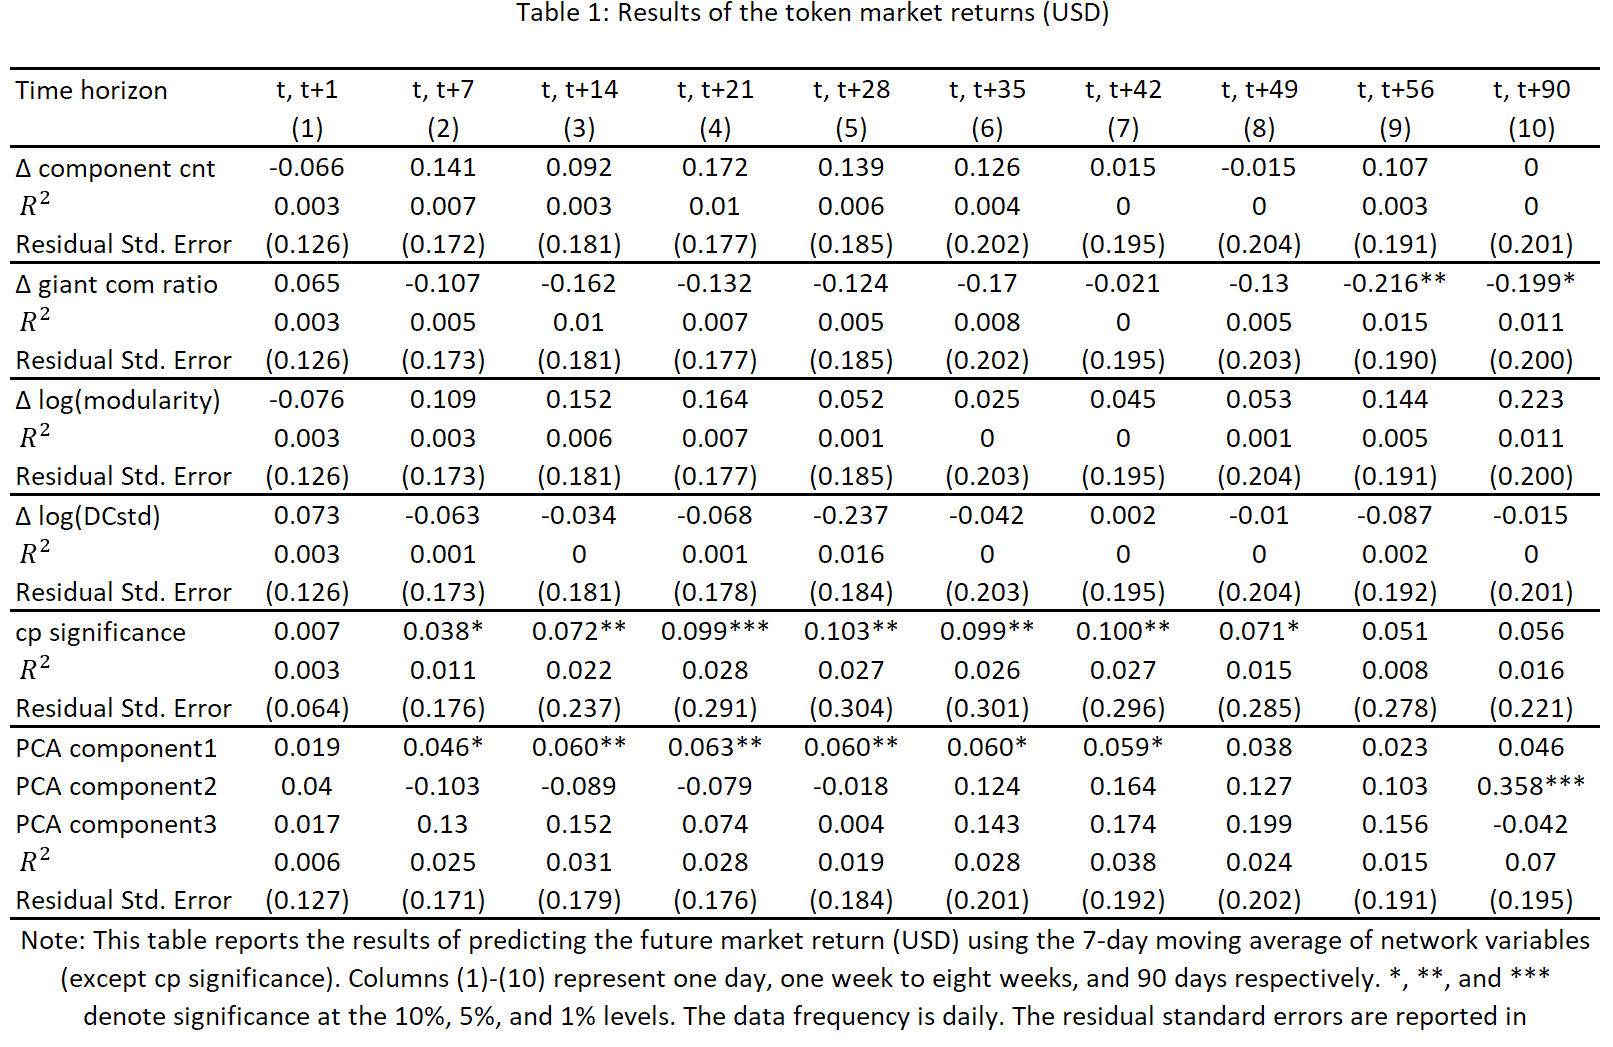 Table 1: Results of the token market returns (USD)
Time horizon t, t+1 t, t+7 t, t+14 t, t+21 t, t+28 t, t+35 t, t+42 t, t+49 t, t+56 t, t+90
(1) (2) (3) (4) (5) (6) (7) (8) (9) (10)
Δ component cnt -0.066 0.141 0.092 0.172 0.139 0.126 0.015 -0.015 0.107 0
R² 0.003 0.007 0.003 0.01 0.006 0.004 0 0 0.003 0
Residual Std. Error (0.126) (0.172) (0.181) (0.177) (0.185) (0.202) (0.195) (0.204) (0.191) (0.201)
Δ giant com ratio 0.065 -0.107 -0.162 -0.132 -0.124 -0.17 -0.021 -0.13 -0.216** -0.199*
R² 0.003 0.005 0.01 0.007 0.005 0.008 0 0.005 0.015 0.011
Residual Std. Error (0.126) (0.173) (0.181) (0.177) (0.185) (0.202) (0.195) (0.203) (0.190) (0.200)
Δ log(modularity) -0.076 0.109 0.152 0.164 0.052 0.025 0.045 0.053 0.144 0.223
R² 0.003 0.003 0.006 0.007 0.001 0 0 0.001 0.005 0.011
Residual Std. Error (0.126) (0.173) (0.181) (0.177) (0.185) (0.203) (0.195) (0.204) (0.191) (0.200)
Δ log(DCstd) 0.073 -0.063 -0.034 -0.068 -0.237 -0.042 0.002 -0.01 -0.087 -0.015
R² 0.003 0.001 0 0.001 0.016 0 0 0 0.002 0
Residual Std. Error (0.126) (0.173) (0.181) (0.178) (0.184) (0.203) (0.195) (0.204) (0.192) (0.201)
cp significance 0.007 0.038* 0.072** 0.099*** 0.103** 0.099** 0.100** 0.071* 0.051 0.056
R² 0.003 0.011 0.022 0.028 0.027 0.026 0.027 0.015 0.008 0.016
Residual Std. Error (0.064) (0.176) (0.237) (0.291) (0.304) (0.301) (0.296) (0.285) (0.278) (0.221)
PCA component1 0.019 0.046* 0.060** 0.063** 0.060** 0.060* 0.059* 0.038 0.023 0.046
PCA component2 0.04 -0.103 -0.089 -0.079 -0.018 0.124 0.164 0.127 0.103 0.358***
PCA component3 0.017 0.13 0.152 0.074 0.004 0.143 0.174 0.199 0.156 -0.042
R² 0.006 0.025 0.031 0.028 0.019 0.028 0.038 0.024 0.015 0.07
Residual Std. Error (0.127) (0.171) (0.179) (0.176) (0.184) (0.201) (0.192) (0.202) (0.191) (0.195)
Note: This table reports the results of predicting the future market return (USD) using the 7-day moving average of network variables
(except cp significance). Columns (1)-(10) represent one day, one week to eight weeks, and 90 days respectively. *, **, and ***
denote significance at the 10%, 5%, and 1% levels. The data frequency is daily. The residual standard errors are reported in